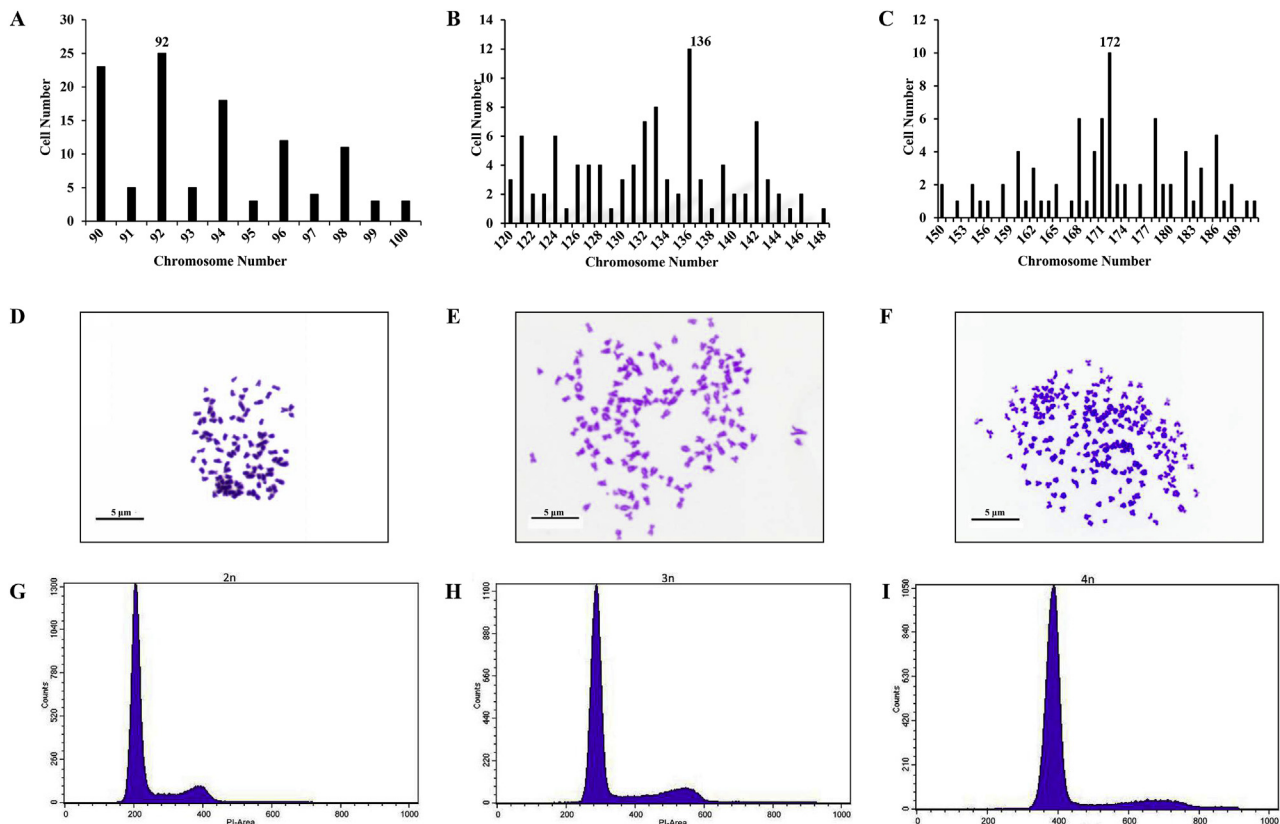 A
30
25
20
15
10
5
0
Cell Number
92
90 91 92 93 94 95 96 97 98 99 100
Chromosome Number
B
14
12
10
8
6
4
2
0
Cell Number
136
120 122 124 126 128 130 132 134 136 138 140 142 144 146 148
Chromosome Number
C
12
10
8
6
4
2
0
Cell Number
172
150 153 156 159 162 165 168 171 174 177 180 183 186 189
Chromosome Number
D
5 μm
E
5 μm
F
5 μm
G
2n
1300
1040
780
520
260
0
Counts
0 200 400 600 800 1000
PI-Area
H
3n
1100
880
660
440
220
0
Counts
0 200 400 600 800 1000
PI-Area
I
4n
1050
840
630
420
210
0
Counts
0 200 400 600 800 1000
PI-Area